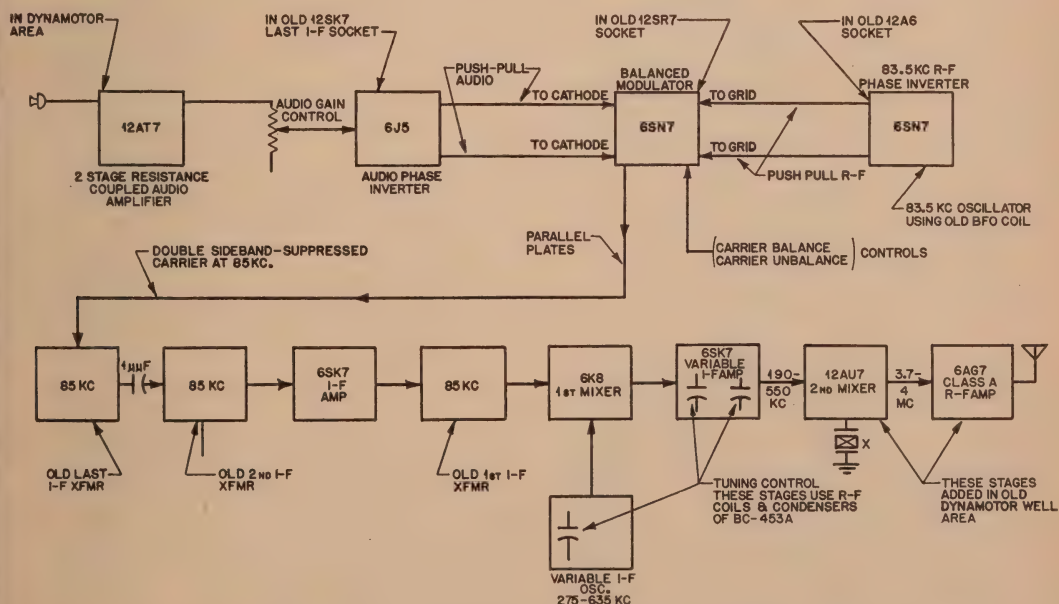 IN DYNAMOTOR
AREA
12AT7
2 STAGE RESISTANCE
COUPLED AUDIO
AMPLIFIER
AUDIO GAIN
CONTROL
IN OLD 12SK7
LAST I-F SOCKET
6J5
AUDIO PHASE
INVERTER
PUSH-PULL
AUDIO
TO CATHODE
TO CATHODE
IN OLD 12SR7
SOCKET
BALANCED
MODULATOR
6SN7
TO GRID
TO GRID
PUSH PULL R-F
IN OLD 12A6
SOCKET
83.5KC R-F
PHASE INVERTER
6SN7
83.5 KC OSCILLATOR
USING OLD BFO COIL
(CARRIER BALANCE
CARRIER UNBALANCE) CONTROLS
PARALLEL
PLATES
DOUBLE SIDEBAND-SUPPRESSED
CARRIER AT 85KC.
85 KC
OLD LAST
I-F XFMR
1μμF
85 KC
OLD 2ND I-F
XFMR
6SK7
I-F
AMP
85 KC
OLD 1ST I-F
XFMR
6K8
1ST MIXER
VARIABLE I-F
OSC.
275-635 KC
6SK7
VARIABLE
I-F AMP
TUNING CONTROL
THESE STAGES USE R-F
COILS & CONDENSERS
OF BC-453A
190-
550
KC
12AU7
2ND MIXER
X
3.7-
4
MC
6AG7
CLASS A
R-F AMP
THESE STAGES
ADDED IN OLD
DYNAMOTOR WELL
AREA